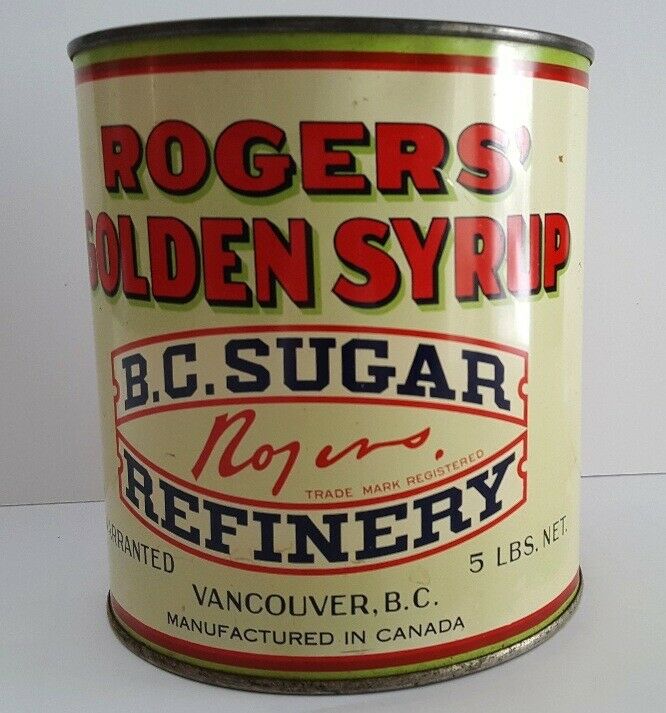 ROGERS'
GOLDEN SYRUP
B.C. SUGAR
Rogers.
TRADE MARK REGISTERED
REFINERY
5 LBS. NET.
VANCOUVER, B.C.
MANUFACTURED IN CANADA